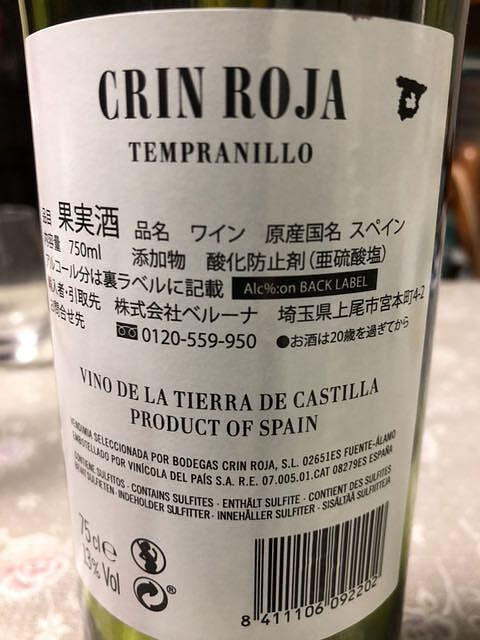 CRIN ROJA
TEMPRANILLO
品目 果実酒 品名 ワイン 原産国名 スペイン
内容量 750ml 添加物 酸化防止剤(亜硫酸塩)
アルコール分は裏ラベルに記載 Alc%:on BACK LABEL
輸入者・引取先 株式会社ベルーナ 埼玉県上尾市宮本町4-2
お問合せ先 0120-559-950 ●お酒は20歳を過ぎてから
VINO DE LA TIERRA DE CASTILLA
PRODUCT OF SPAIN
VENDIMIA SELECCIONADA POR BODEGAS CRIN ROJA, S.L. 02651ES FUENTE-ÁLAMO
EMBOTELLADO POR VINÍCOLA DEL PAÍS S.A. R.E. 07.005.01.CAT 08279ES ESPAÑA
CONTIENE SULFITOS · CONTAINS SULFITES · ENTHÄLT SULFITE · CONTIENT DES SULFITES
BEVAT SULFIETEN · INDEHOLDER SULFITTER · INNEHÅLLER SULFITER · SISÄLTÄÄ SULFIITTEJA
75cl e
13% Vol
8 411106 092202